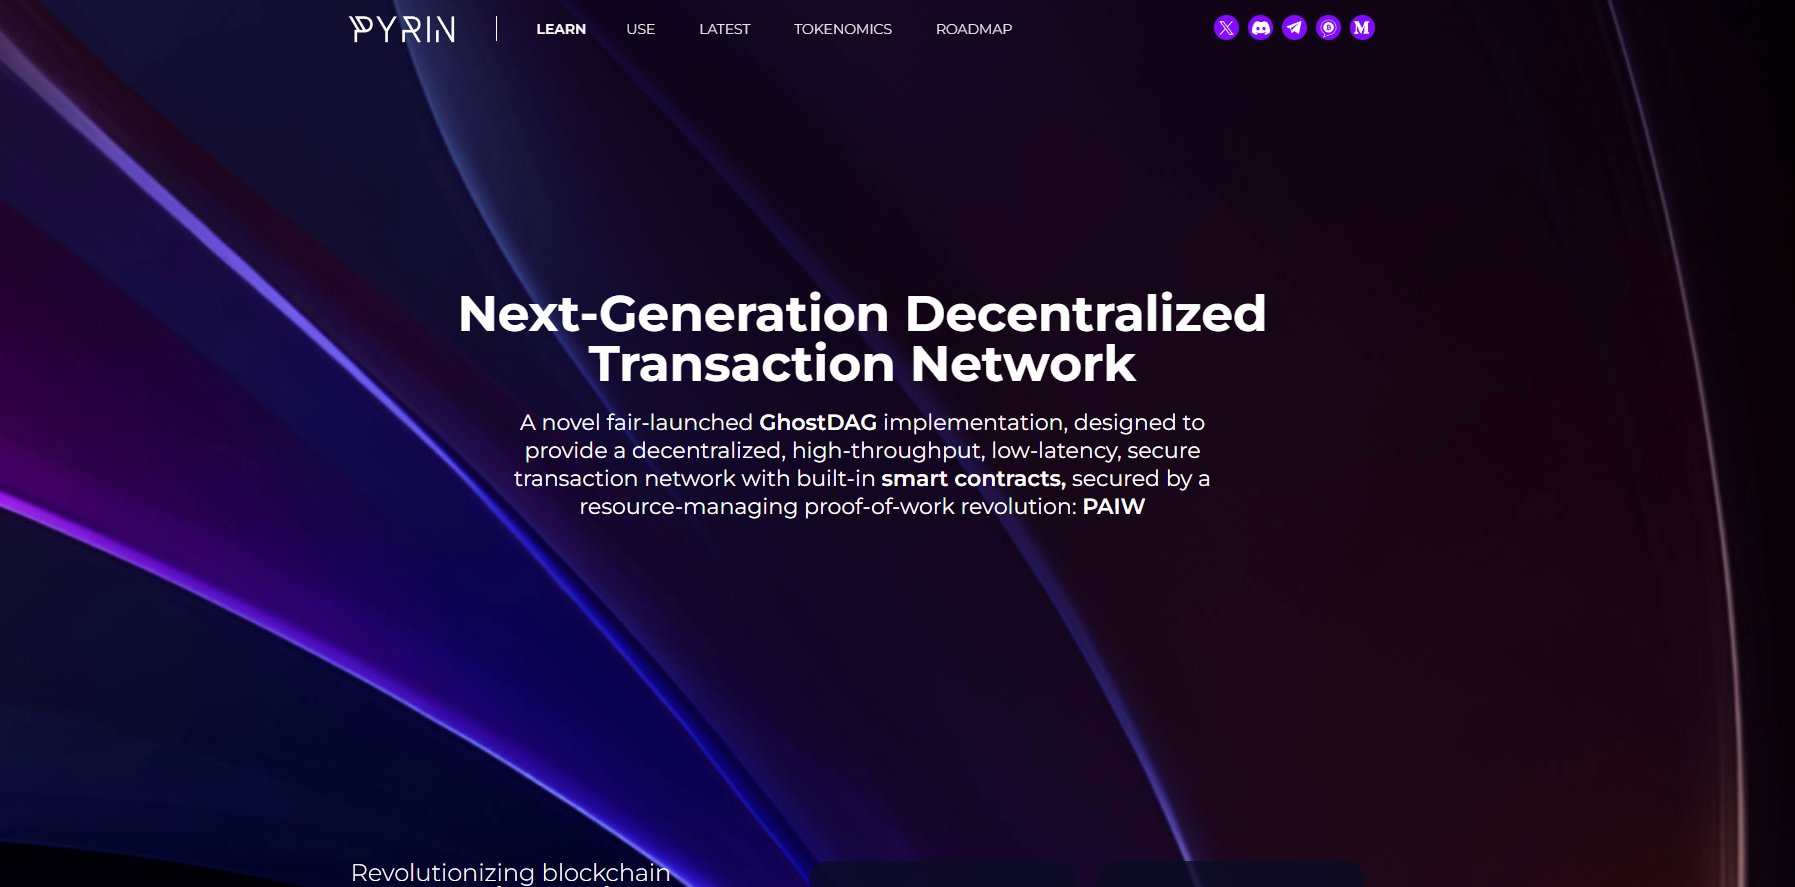 PYRIN
LEARN USE LATEST TOKENOMICS ROADMAP
Next-Generation Decentralized
Transaction Network
A novel fair-launched GhostDAG implementation, designed to
provide a decentralized, high-throughput, low-latency, secure
transaction network with built-in smart contracts, secured by a
resource-managing proof-of-work revolution: PAIW
Revolutionizing blockchain